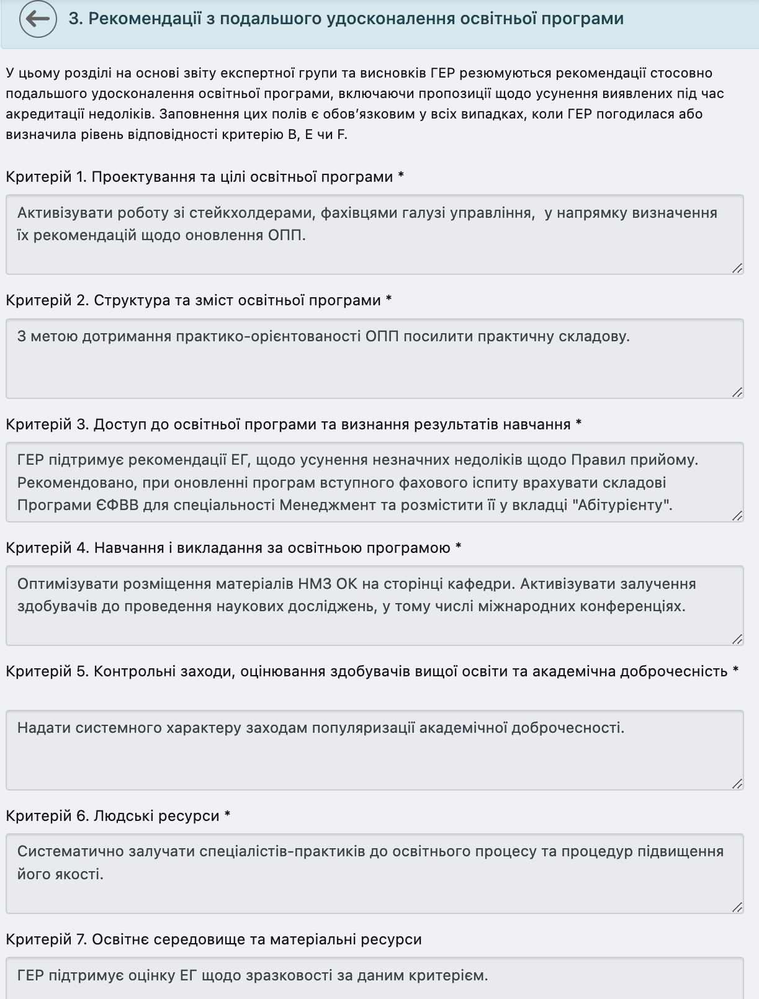 3. Рекомендації з подальшого удосконалення освітньої програми
У цьому розділі на основі звіту експертної групи та висновків ГЕР резюмуються рекомендації стосовно
подальшого удосконалення освітньої програми, включаючи пропозиції щодо усунення виявлених під час
акредитації недоліків. Заповнення цих полів є обов’язковим у всіх випадках, коли ГЕР погодилася або
визначила рівень відповідності критерію B, E чи F.
Критерій 1. Проектування та цілі освітньої програми *
Активізувати роботу зі стейкхолдерами, фахівцями галузі управління,  у напрямку визначення
їх рекомендацій щодо оновлення ОПП.
Критерій 2. Структура та зміст освітньої програми *
З метою дотримання практико-орієнтованості ОПП посилити практичну складову.
Критерій 3. Доступ до освітньої програми та визнання результатів навчання *
ГЕР підтримує рекомендації ЕГ, щодо усунення незначних недоліків щодо Правил прийому.
Рекомендовано, при оновленні програм вступного фахового іспиту врахувати складові
Програми ЄФВВ для спеціальності Менеджмент та розмістити її у вкладці "Абітурієнту".
Критерій 4. Навчання і викладання за освітньою програмою *
Оптимізувати розміщення матеріалів НМЗ ОК на сторінці кафедри. Активізувати залучення
здобувачів до проведення наукових досліджень, у тому числі міжнародних конференціях.
Критерій 5. Контрольні заходи, оцінювання здобувачів вищої освіти та академічна доброчесність *
Надати системного характеру заходам популяризації академічної доброчесності.
Критерій 6. Людські ресурси *
Систематично залучати спеціалістів-практиків до освітнього процесу та процедур підвищення
його якості.
Критерій 7. Освітнє середовище та матеріальні ресурси
ГЕР підтримує оцінку ЕГ щодо зразковості за даним критерієм.